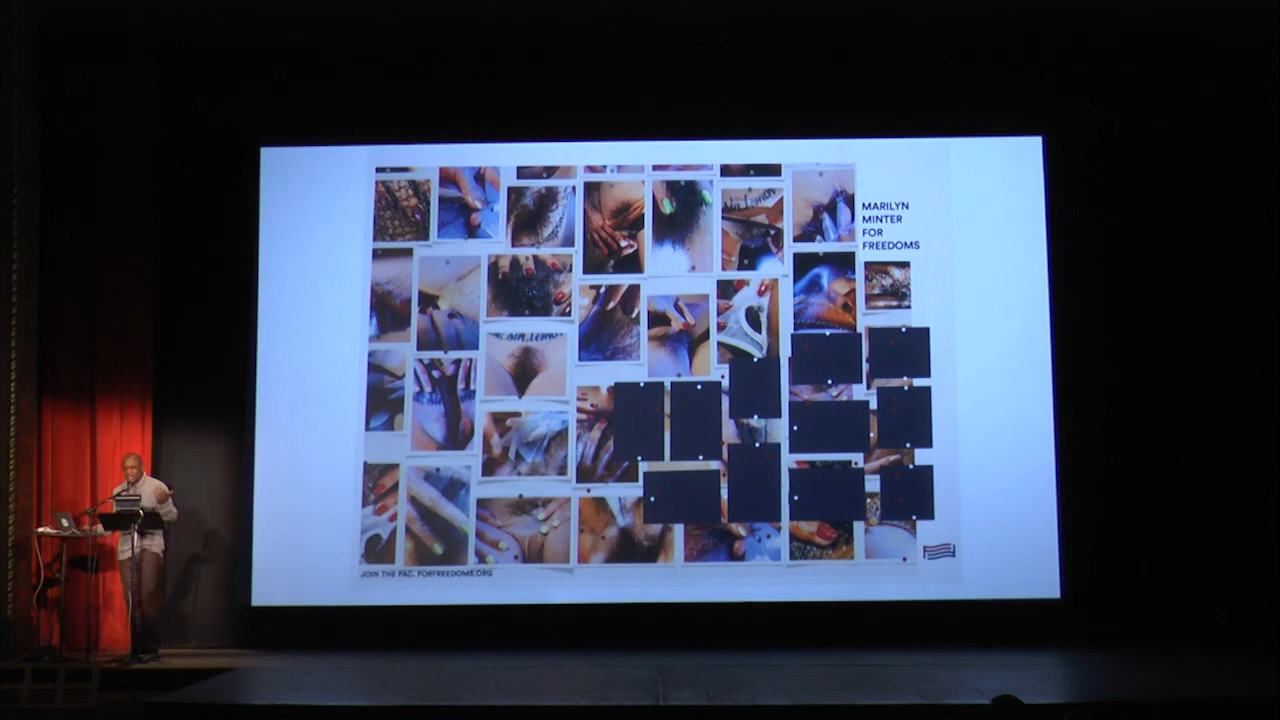 MARILYN
MINTER
FOR
FREEDOMS
JOIN THE PAC. FORFREEDOMS.ORG